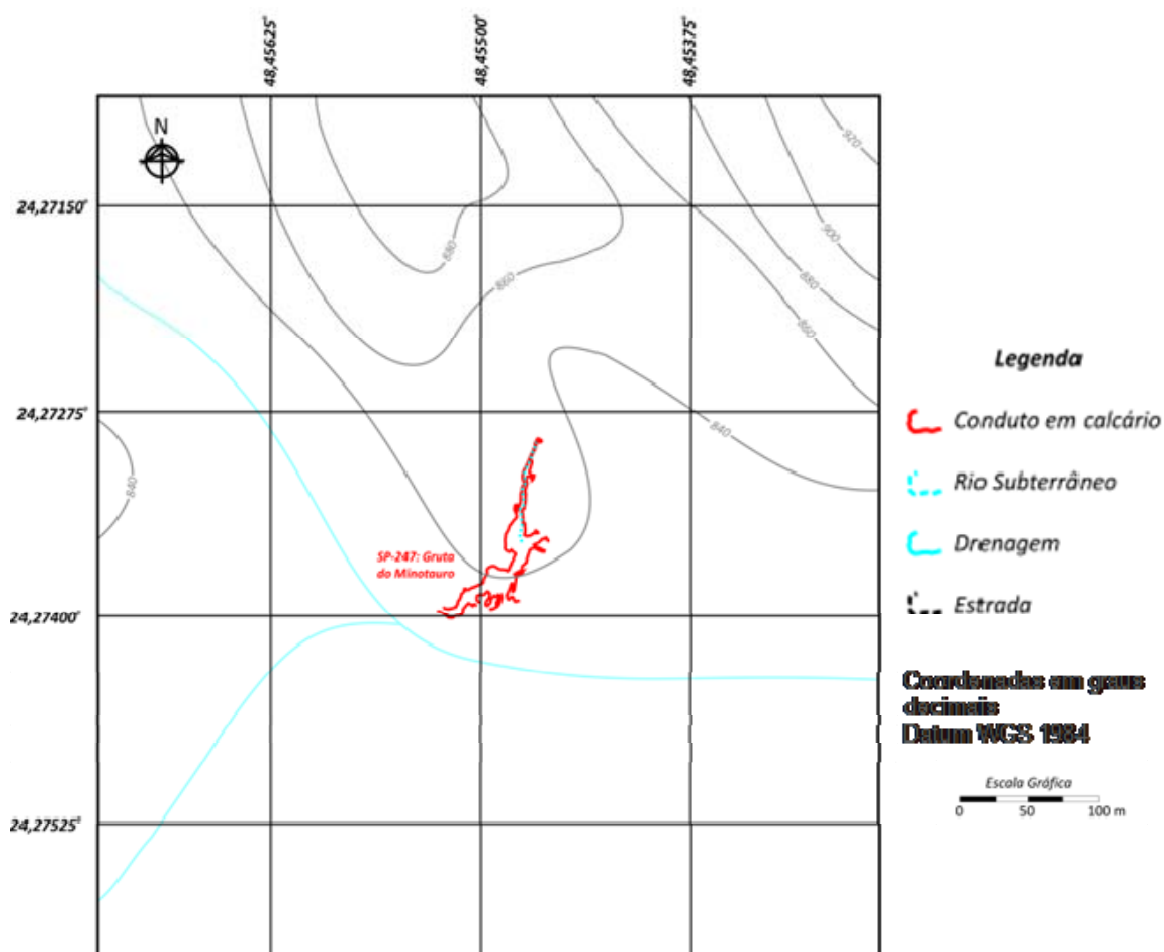 48,45625°
48,45500°
48,45375°
N
920
24,27150°
880
900
860
880
860
24,27275°
840
840
SP-247: Gruta
do Minotauro
24,27400°
24,27525°
Legenda
Conduto em calcário
Rio Subterrâneo
Drenagem
Estrada
Coordenadas em graus
decimais
Datum WGS 1984
Escala Gráfica
0 50 100 m